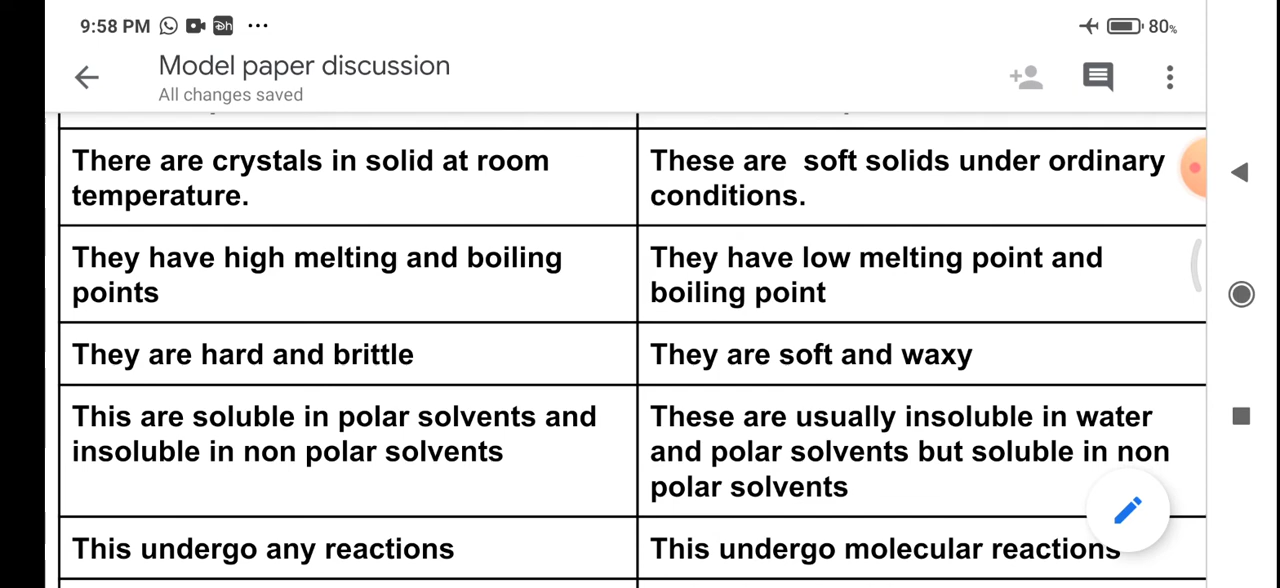 9:58 PM
80%
Model paper discussion
All changes saved
There are crystals in solid at room
temperature.
These are soft solids under ordinary
conditions.
They have high melting and boiling
points
They have low melting point and
boiling point
They are hard and brittle
They are soft and waxy
This are soluble in polar solvents and
insoluble in non polar solvents
These are usually insoluble in water
and polar solvents but soluble in non
polar solvents
This undergo any reactions
This undergo molecular reactions